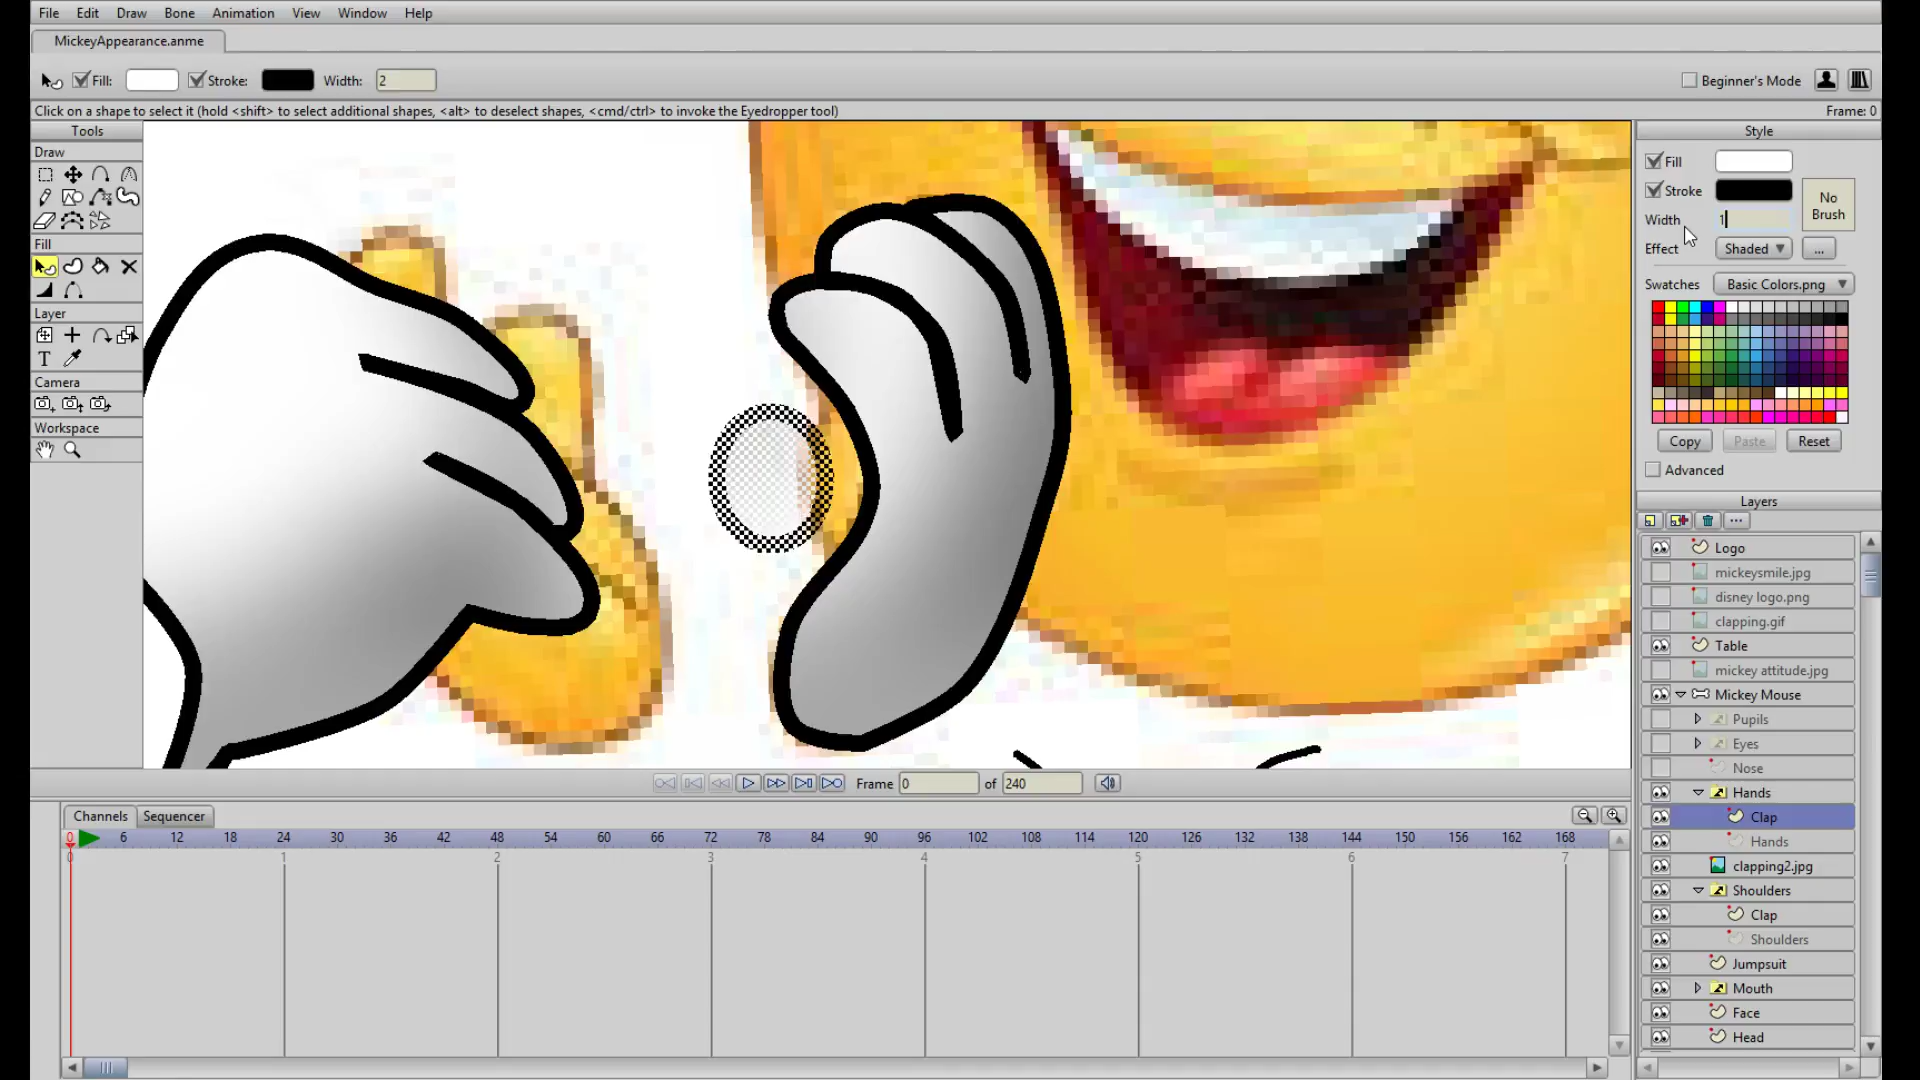 File Edit Draw Bone Animation View Window Help
MickeyAppearance.anme
Fill: Stroke: Width: 2 Beginner's Mode
Click on a shape to select it (hold <shift> to select additional shapes, <alt> to deselect shapes, <cmd/ctrl> to invoke the Eyedropper tool) Frame: 0
Tools
Draw
Fill
Layer
T
Camera
Workspace
Style
Fill
Stroke
No Brush
Width 1
Effect Shaded ...
Swatches Basic Colors.png
Copy Paste Reset
Advanced
Layers
Logo
mickeysmile.jpg
disney logo.png
clapping.gif
Table
mickey attitude.jpg
Mickey Mouse
Pupils
Eyes
Nose
Hands
Clap
Hands
clapping2.jpg
Shoulders
Clap
Shoulders
Jumpsuit
Mouth
Face
Head
Frame 0 of 240
Channels Sequencer
0 6 12 18 24 30 36 42 48 54 60 66 72 78 84 90 96 102 108 114 120 126 132 138 144 150 156 162 168
0 1 2 3 4 5 6 7